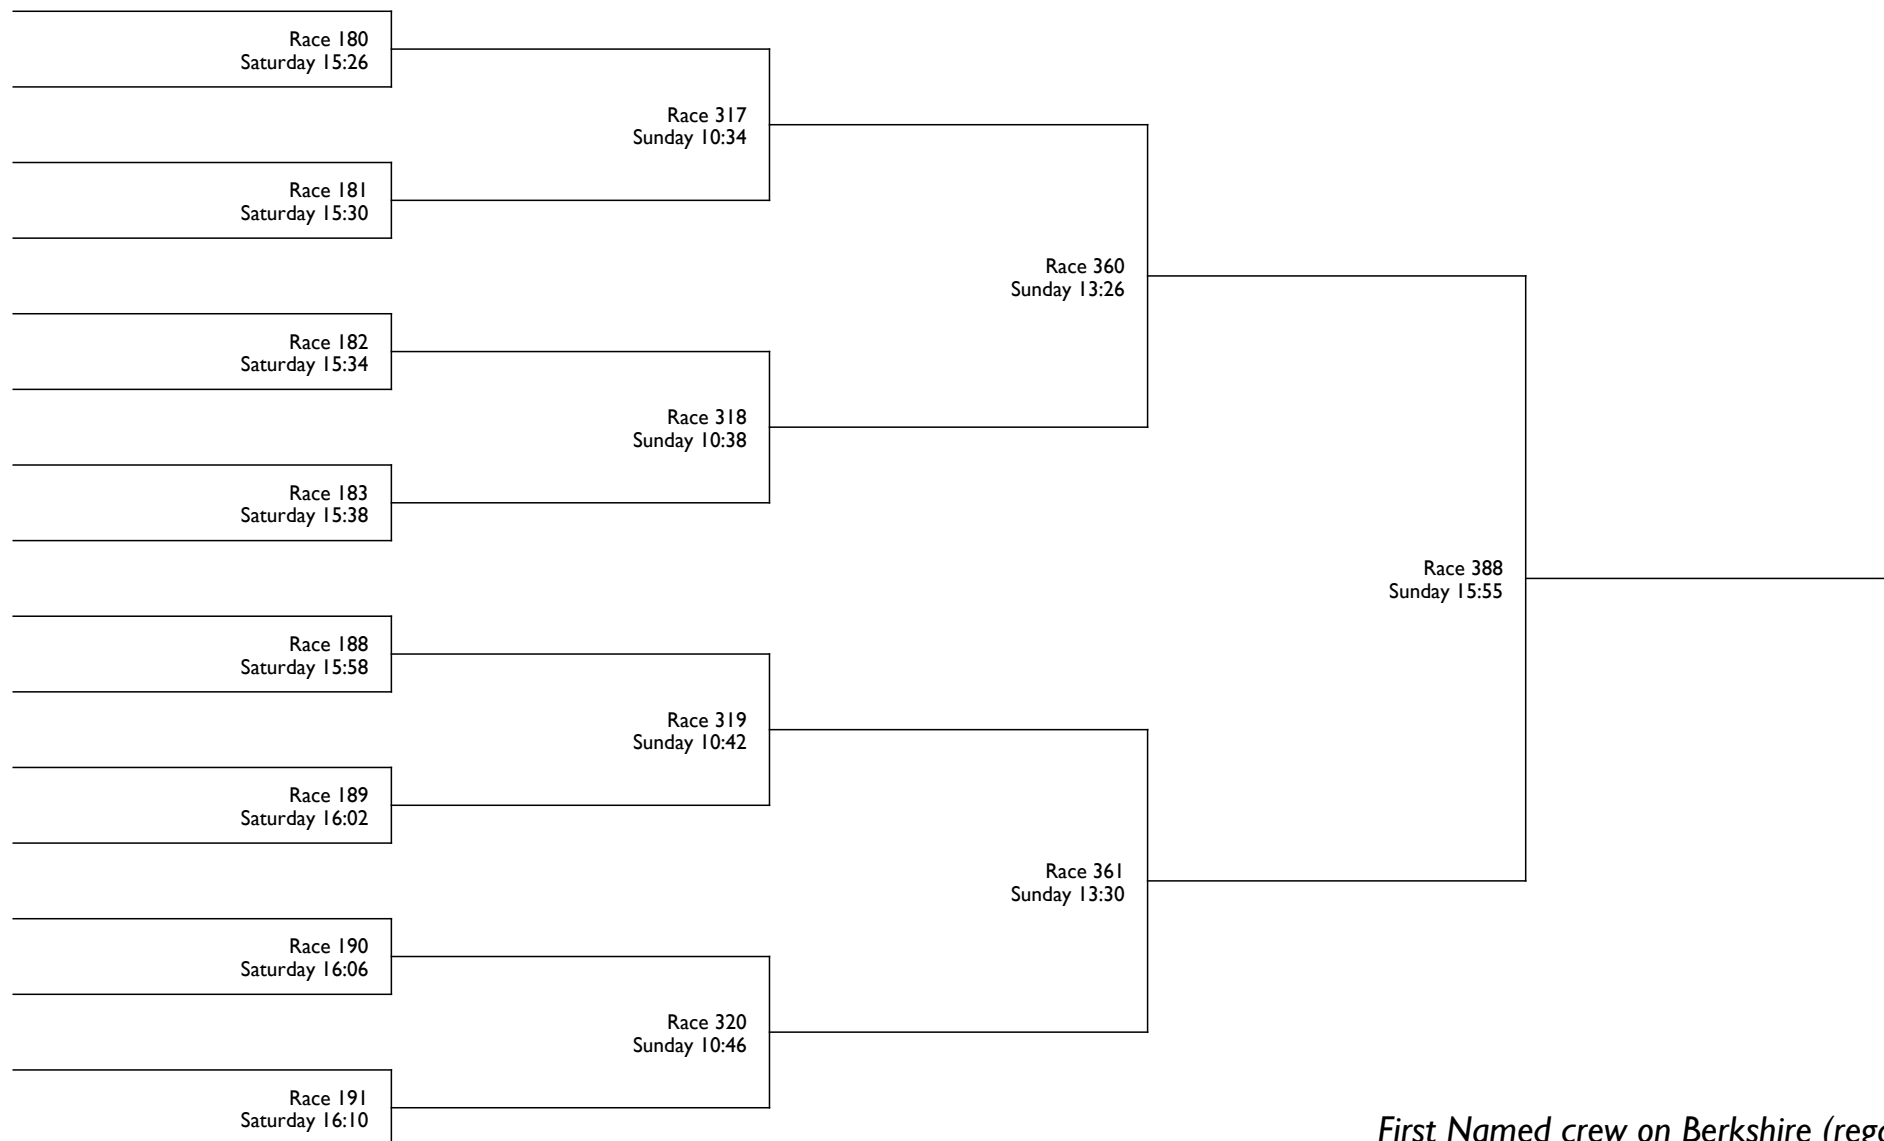 Race 180
Saturday 15:26
Race 317
Sunday 10:34
Race 181
Saturday 15:30
Race 360
Sunday 13:26
Race 182
Saturday 15:34
Race 318
Sunday 10:38
Race 183
Saturday 15:38
Race 388
Sunday 15:55
Race 188
Saturday 15:58
Race 319
Sunday 10:42
Race 189
Saturday 16:02
Race 361
Sunday 13:30
Race 190
Saturday 16:06
Race 320
Sunday 10:46
Race 191
Saturday 16:10
First Named crew on Berkshire